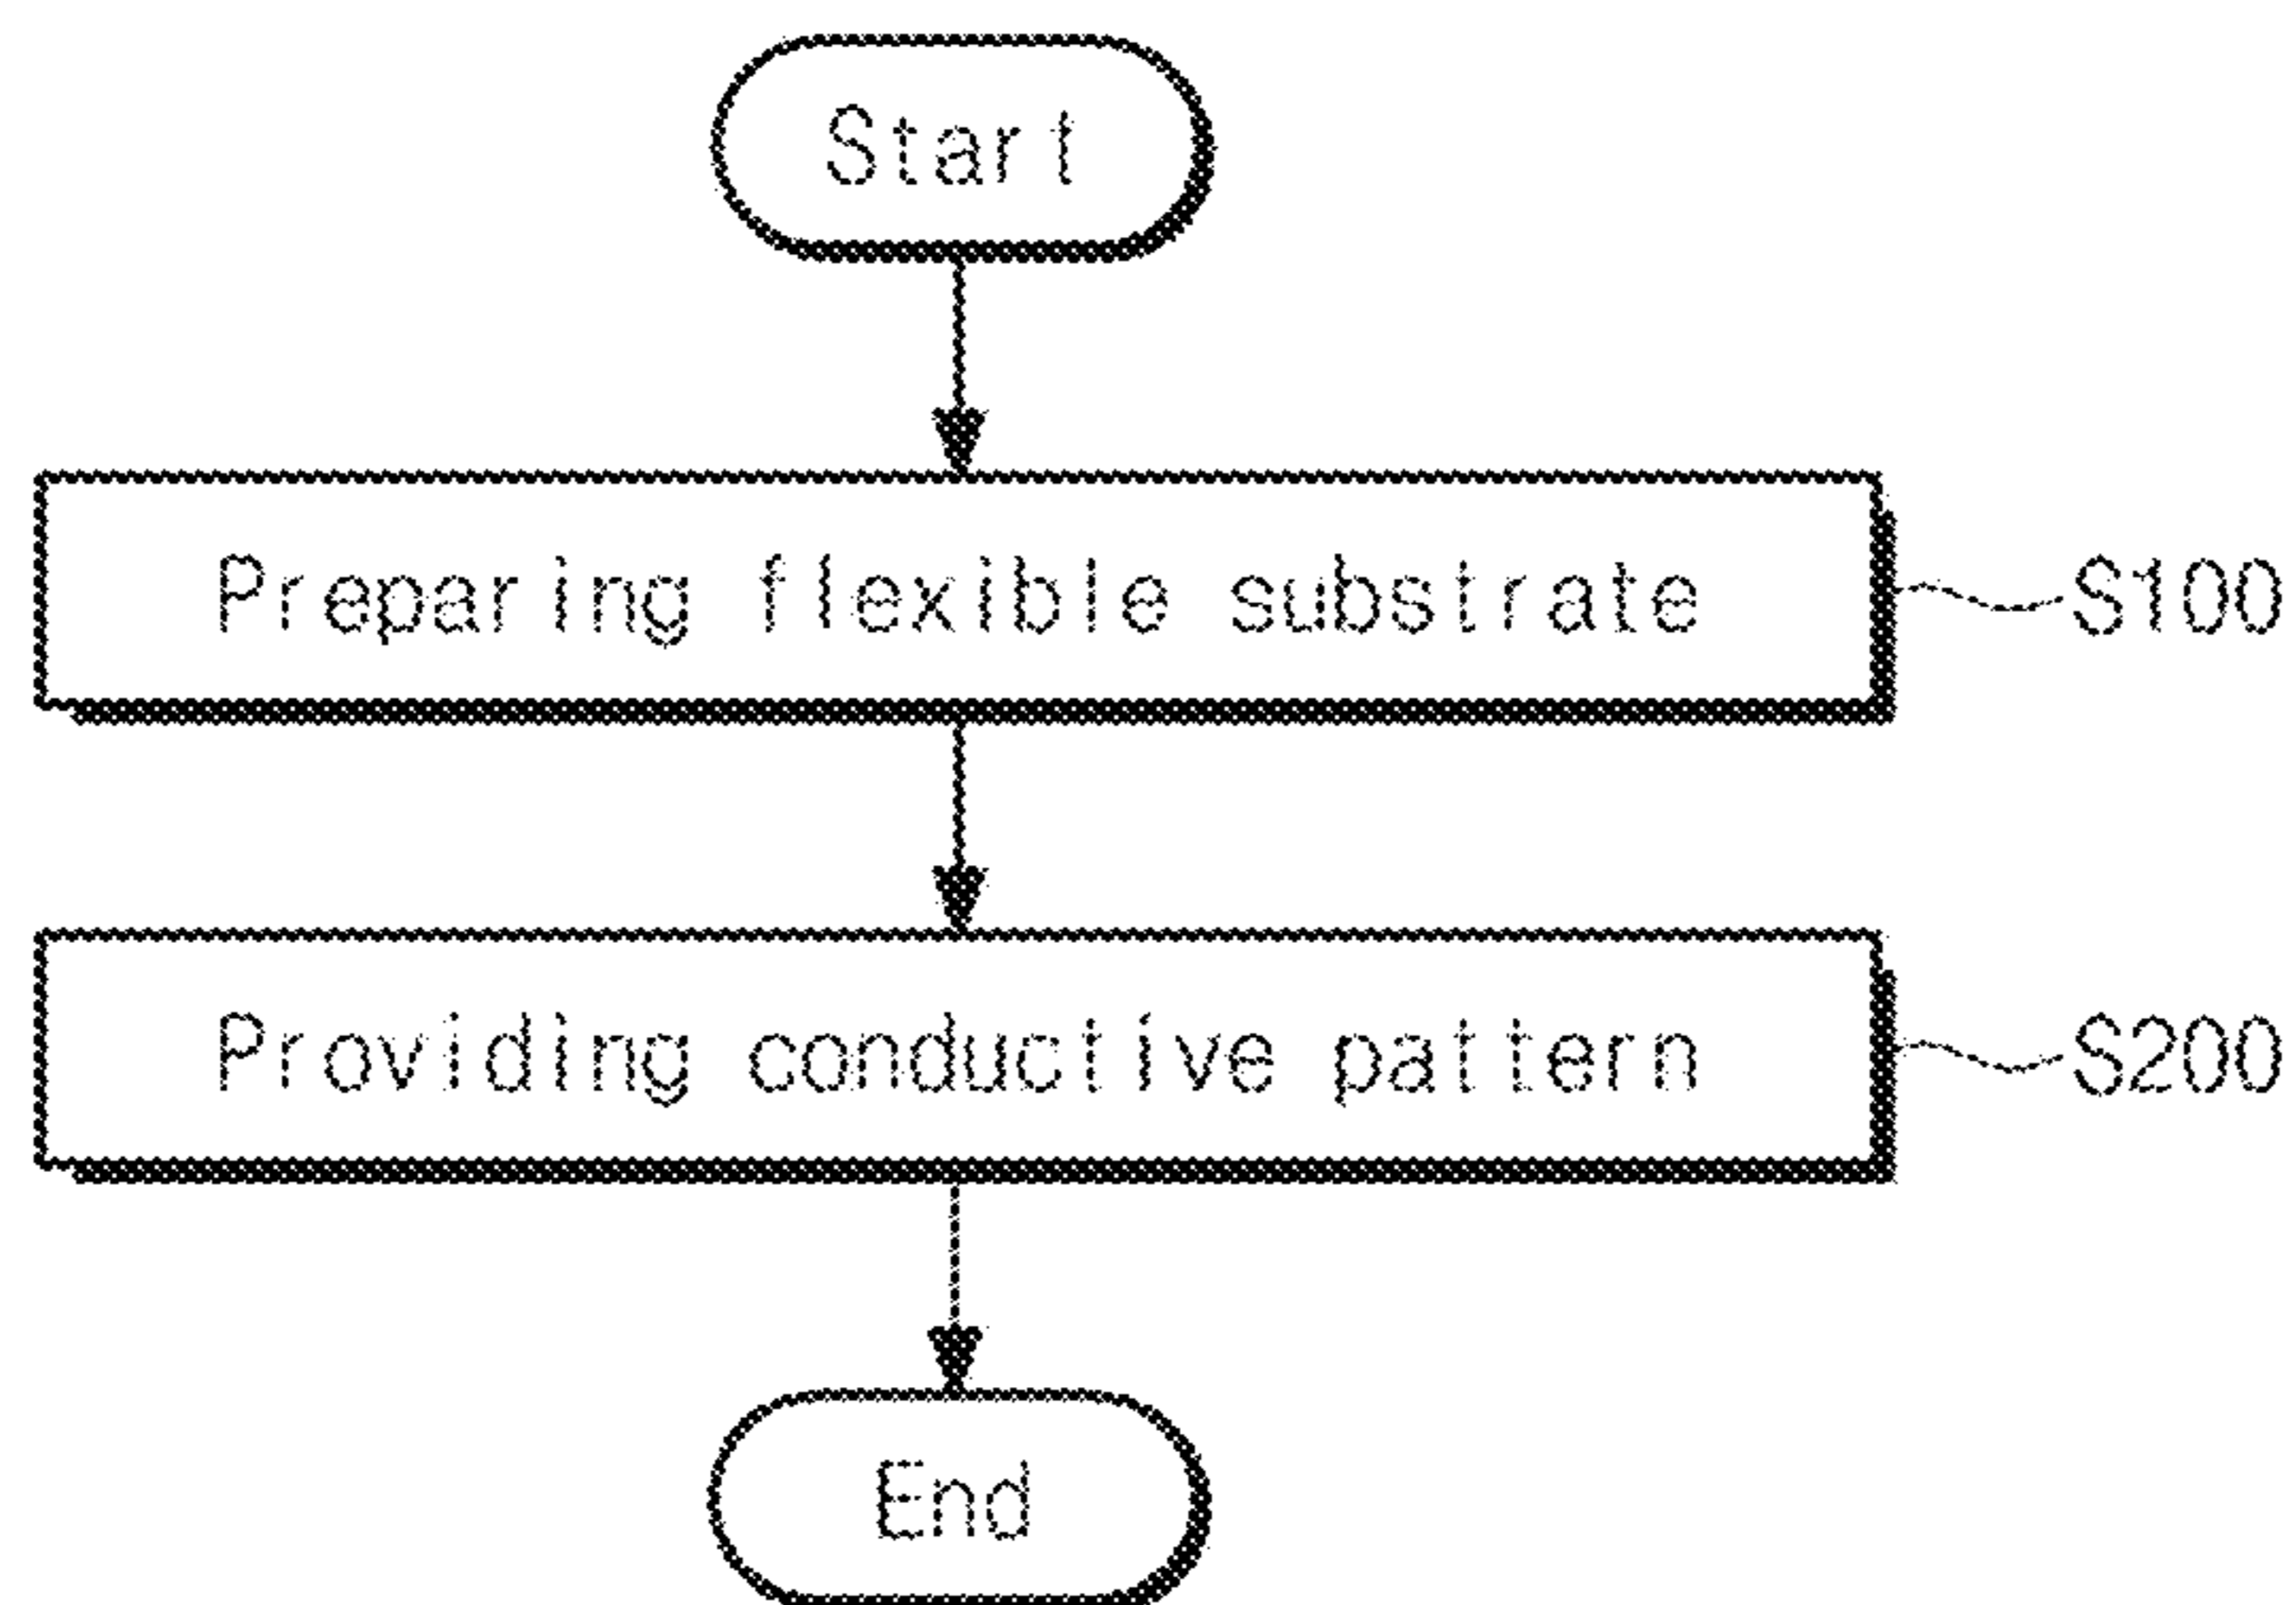 Start
Preparing flexible substrate
S100
Providing conductive pattern
S200
End